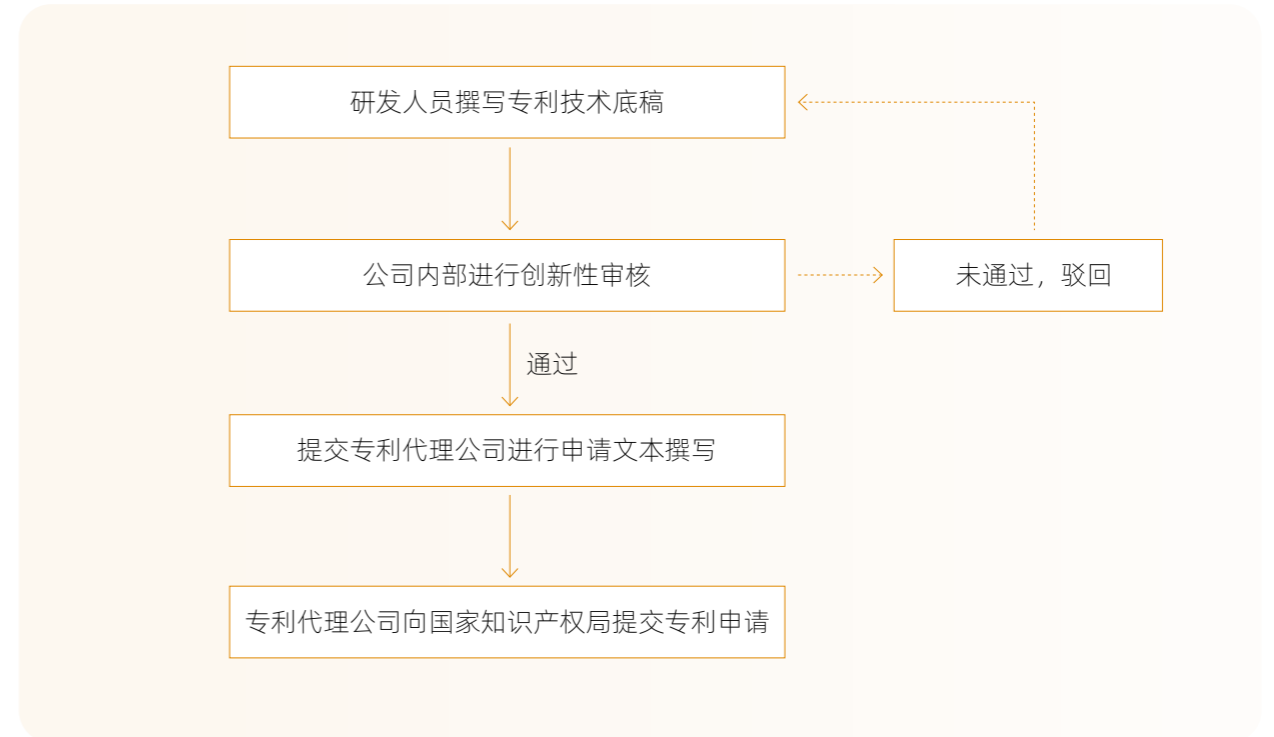 研发人员撰写专利技术底稿
公司内部进行创新性审核
未通过，驳回
通过
提交专利代理公司进行申请文本撰写
专利代理公司向国家知识产权局提交专利申请